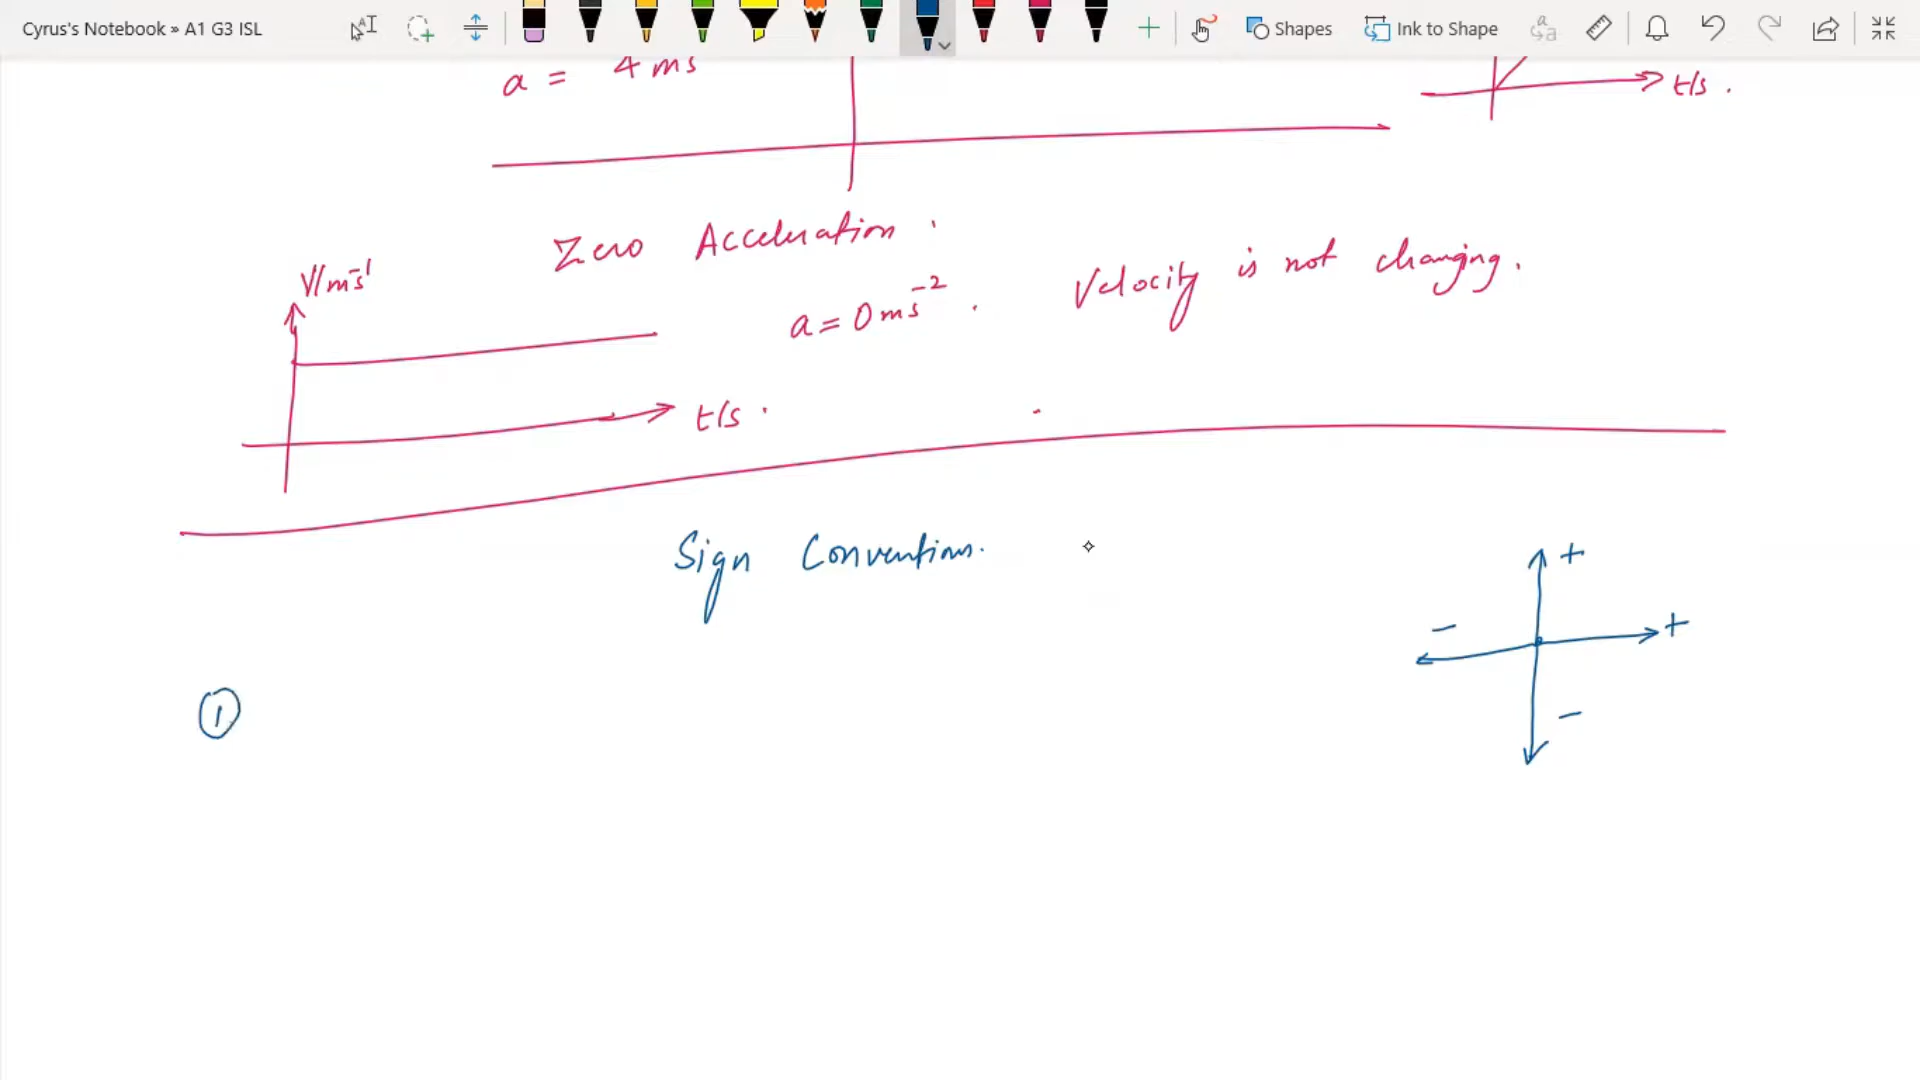 Cyrus's Notebook » A1 G3 ISL
Shapes
Ink to Shape
a = 4 ms
t/s .
Zero Acceleration .
V/ms⁻¹
a = 0 ms⁻² .
Velocity is not changing.
t/s .
Sign Convention.
+
-
+
①
-